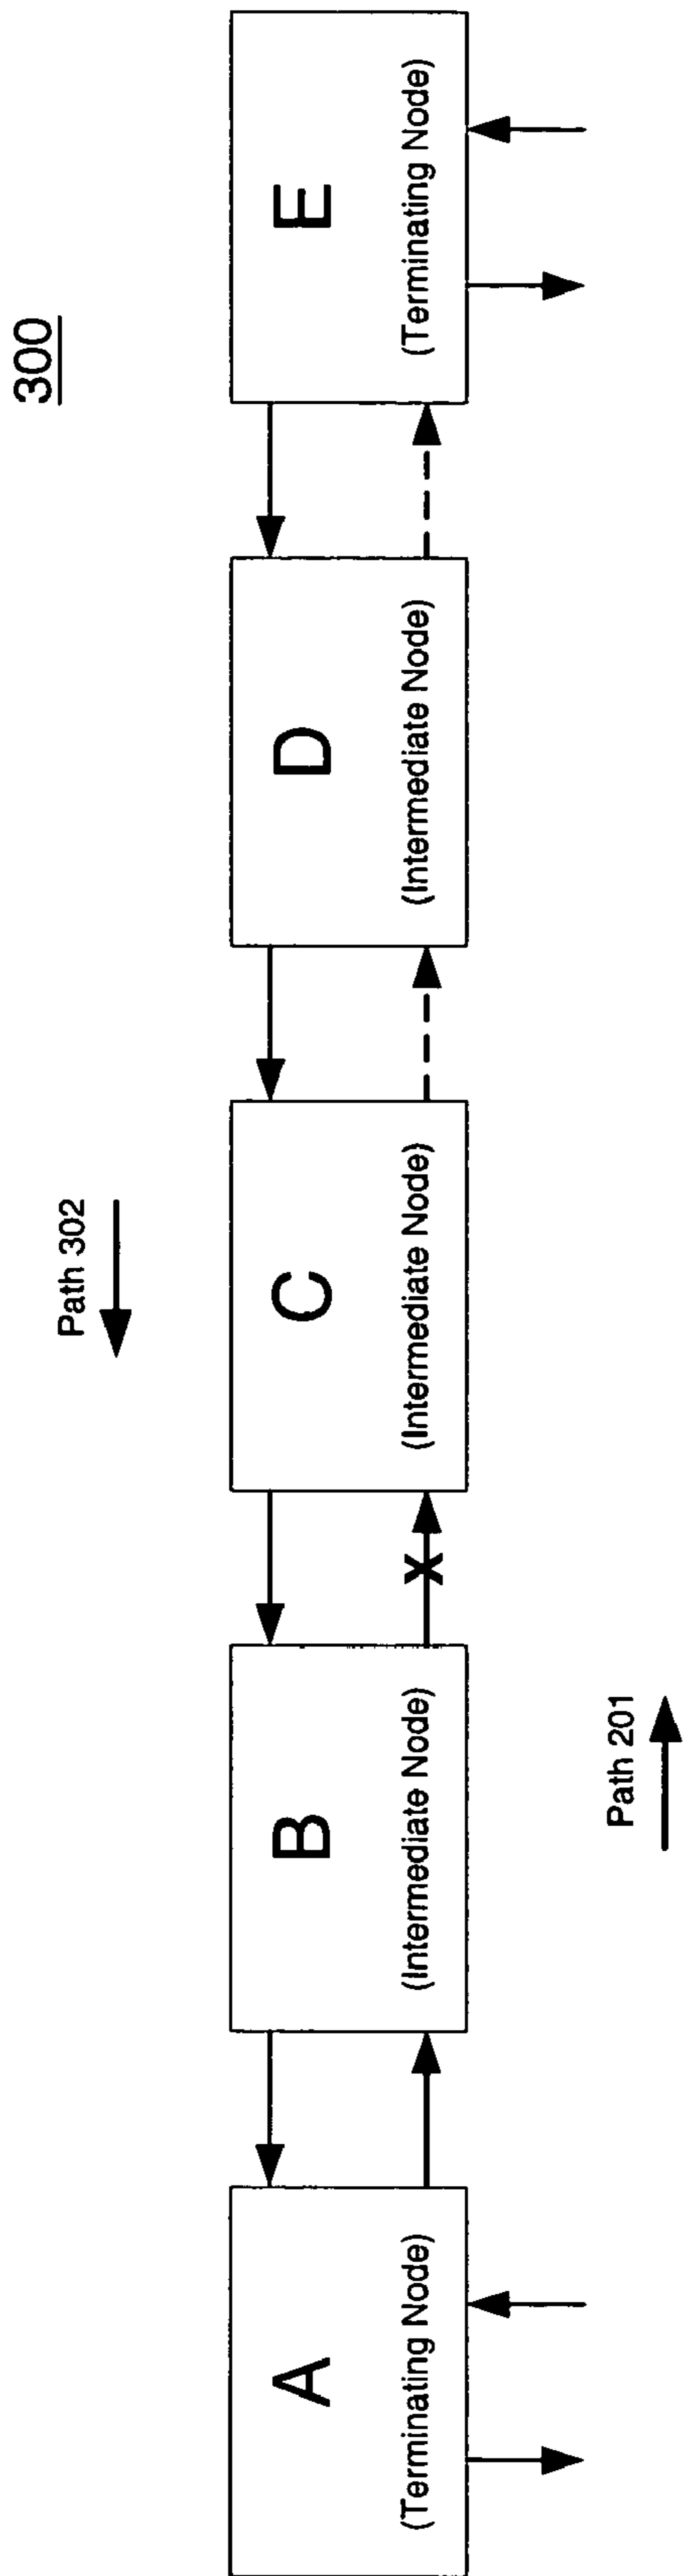 300
Path 302
A
(Terminating Node)
B
(Intermediate Node)
X
C
(Intermediate Node)
D
(Intermediate Node)
E
(Terminating Node)
Path 201